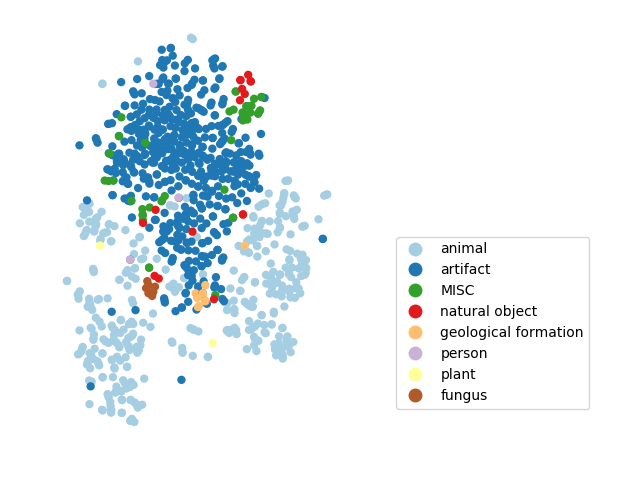 animal
artifact
MISC
natural object
geological formation
person
plant
fungus